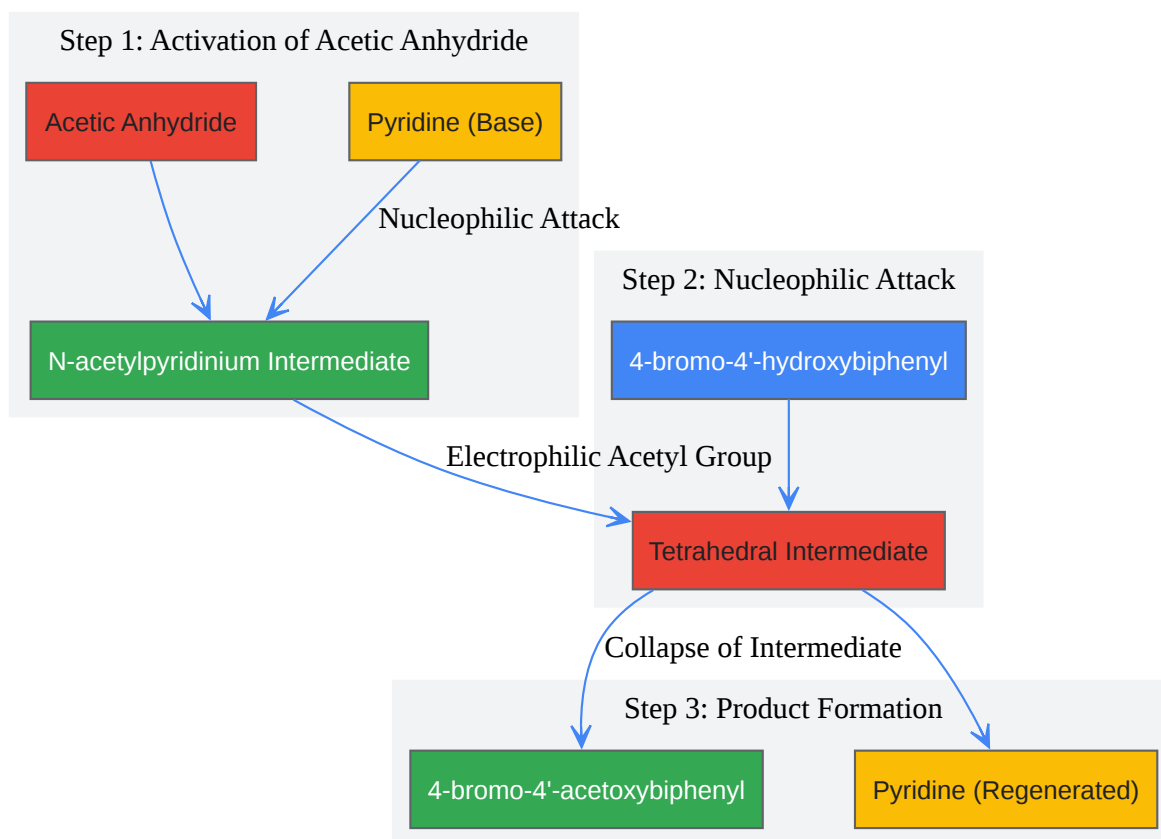 Step 1: Activation of Acetic Anhydride
Acetic Anhydride
Pyridine (Base)
Nucleophilic Attack
Step 2: Nucleophilic Attack
N-acetylpyridinium Intermediate
4-bromo-4'-hydroxybiphenyl
Electrophilic Acetyl Group
Tetrahedral Intermediate
Collapse of Intermediate
Step 3: Product Formation
4-bromo-4'-acetoxybiphenyl
Pyridine (Regenerated)